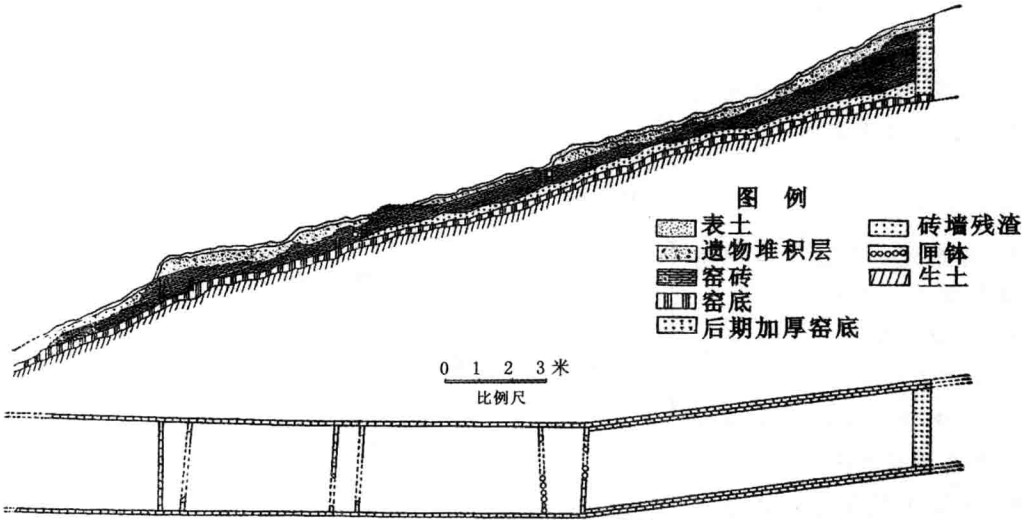 图 例
表土
遗物堆积层
窑砖
窑底
后期加厚窑底
砖墙残渣
匣钵
生土
0 1 2 3 米
比例尺